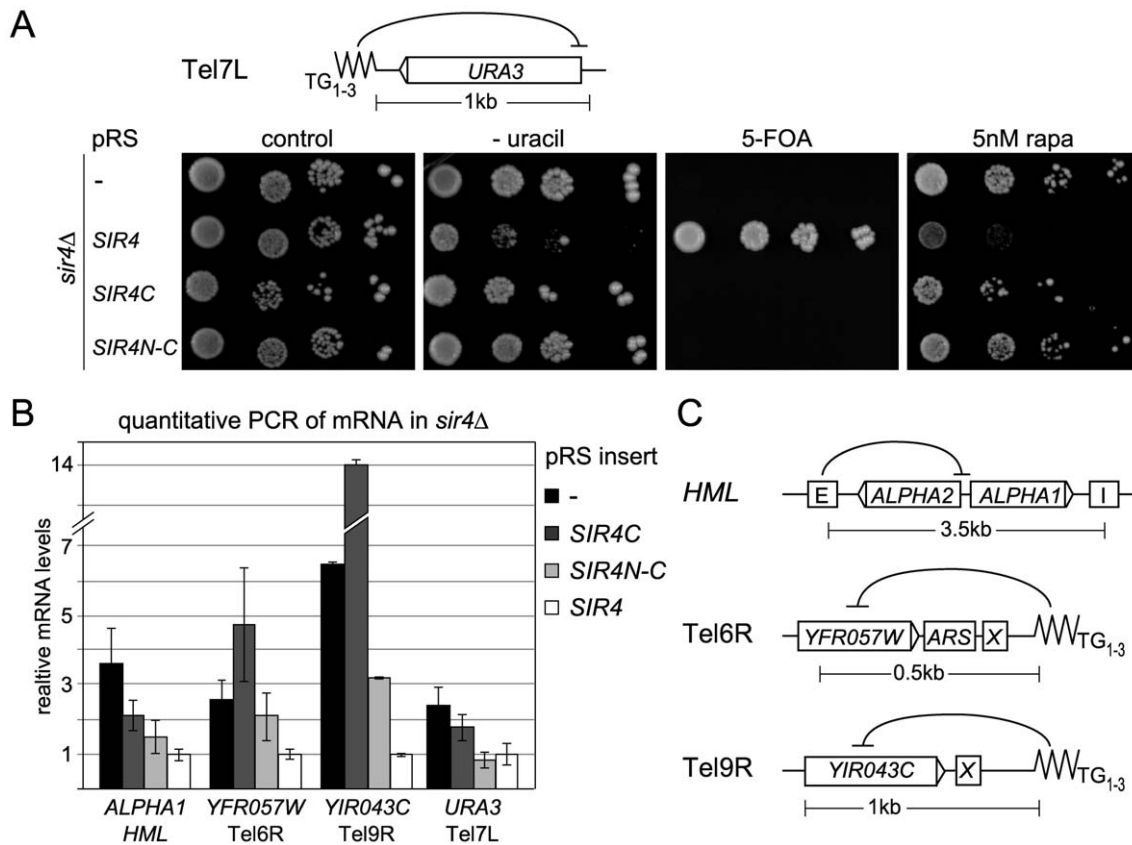 A
Tel7L
TG1-3
URA3
1kb
pRS control - uracil 5-FOA 5nM rapa
sir4Δ
-
SIR4
SIR4C
SIR4N-C
B
quantitative PCR of mRNA in sir4Δ
realtive mRNA levels
14
7
5
3
1
pRS insert
-
SIR4C
SIR4N-C
SIR4
ALPHA1 YFR057W YIR043C URA3
HML Tel6R Tel9R Tel7L
C
HML
E ALPHA2 ALPHA1 I
3.5kb
Tel6R
YFR057W ARS X TG1-3
0.5kb
Tel9R
YIR043C X TG1-3
1kb